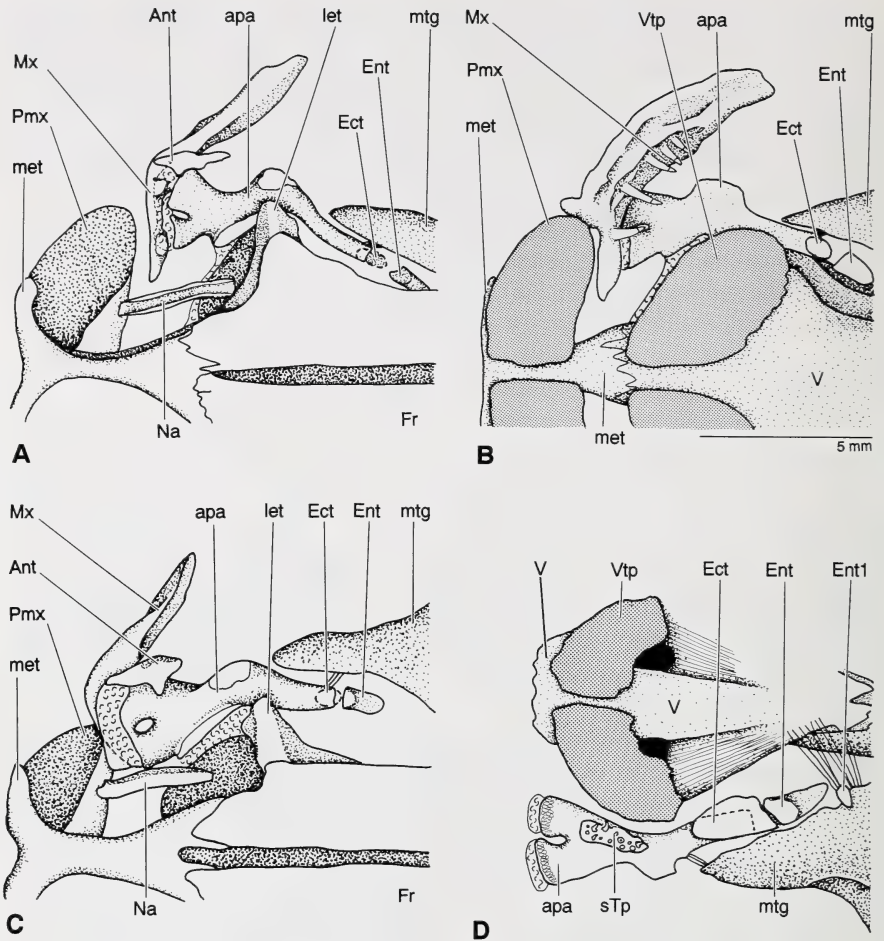 Ant apa let mtg
Mx
Ent
Pmx
Ect
met
Na
Fr
A
Mx Vtp apa mtg
Pmx
Ent
met
Ect
V
met
5 mm
B
Mx apa let Ect Ent mtg
Ant
Pmx
met
Na
Fr
C
V Vtp Ect Ent Ent1
V
apa sTp mtg
D